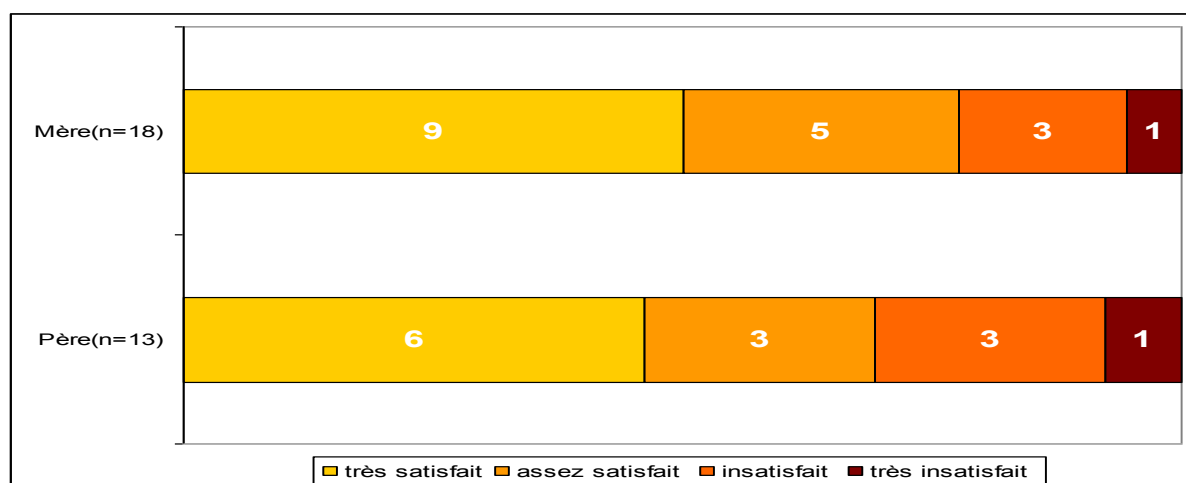 Mère(n=18)
9 5 3 1
Père(n=13)
6 3 3 1
très satisfait assez satisfait insatisfait très insatisfait